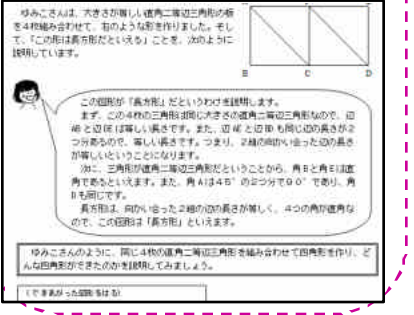 ゆみこさんは、大きさが等しい直角二等辺三角形の板
を4枚組み合わせて、右のような形を作りました。そし
て、「この形は長方形だといえる」ことを、次のように
説明しています。
B C D
この図形が「長方形」だというわけを説明します。
まず、この4枚の三角形は同じ大きさの直角二等辺三角形なので、辺
ABと辺DEは等しい長さです。また、辺AEと辺BDも同じ辺の長さが2
つ分あるので、等しい長さです。つまり、2組の向かい合った辺の長さ
が等しいということになります。
次に、三角形が直角二等辺三角形だということから、角Bと角Eは直
角であるといえます。また、角Aは45°の2つ分で90°であり、角
Dも同じです。
長方形は、向かい合った2組の辺の長さが等しく、4つの角が直角な
ので、この図形は「長方形」といえます。
ゆみこさんのように、同じ4枚の直角二等辺三角形を組み合わせて四角形を作り、ど
んな四角形ができたのかを説明してみましょう。
(できあがった図形をはる)